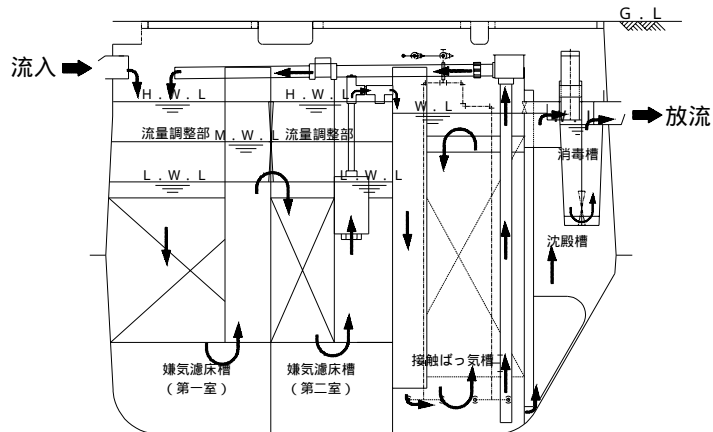 G．L
流入
H．W．L
H．W．L
W．L
放流
流量調整部
M．W．L
流量調整部
消毒槽
L．W．L
L．W．L
沈殿槽
嫌気濾床槽
（第一室）
嫌気濾床槽
（第二室）
接触ばっ気槽